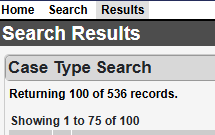 Home Search Results
Search Results
Case Type Search
Returning 100 of 536 records.
Showing 1 to 75 of 100